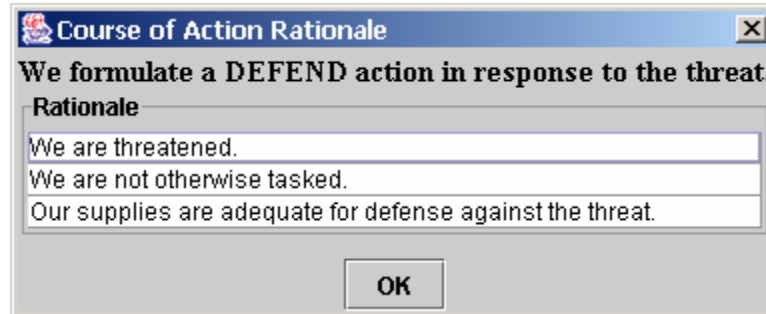 Course of Action Rationale
We formulate a DEFEND action in response to the threat.
Rationale
We are threatened.
We are not otherwise tasked.
Our supplies are adequate for defense against the threat.
OK